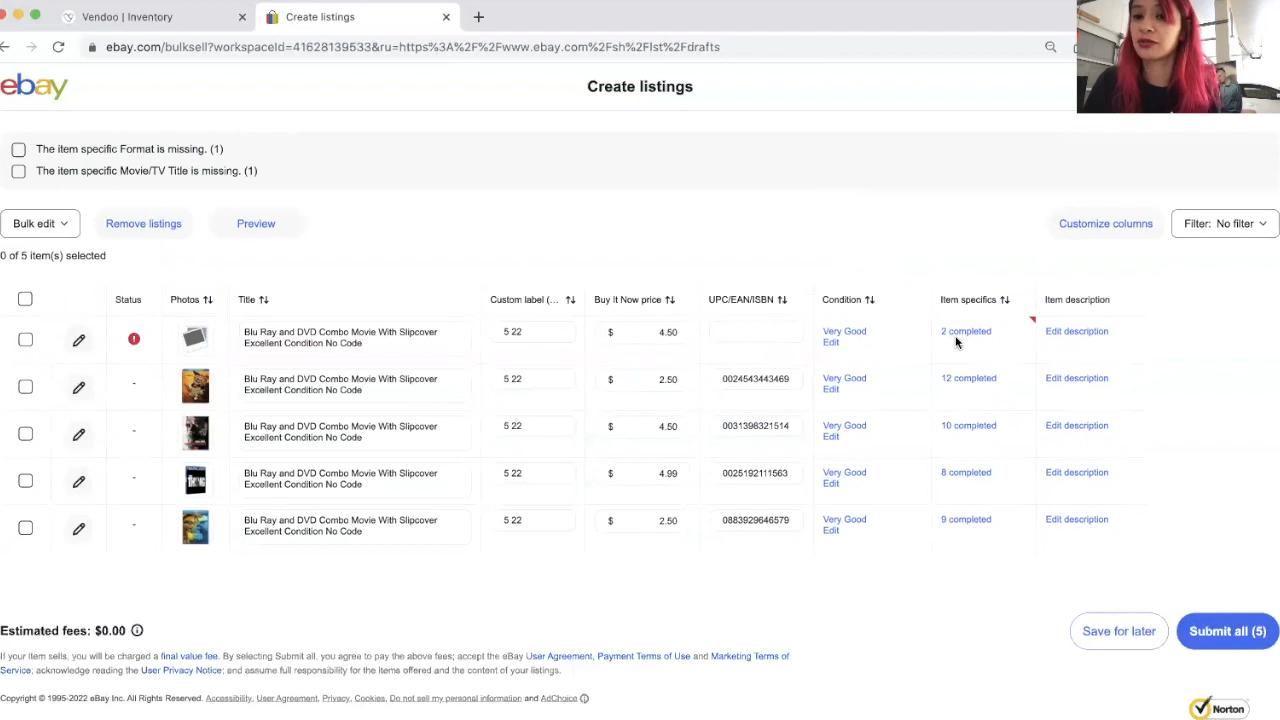 Vendoo | Inventory
Create listings
ebay.com/bulksell?workspaceId=41628139533&ru=https%3A%2F%2Fwww.ebay.com%2Fsh%2Flst%2Fdrafts
ebay
Create listings
The item specific Format is missing. (1)
The item specific Movie/TV Title is missing. (1)
Bulk edit Remove listings Preview Customize columns Filter: No filter
0 of 5 item(s) selected
Status Photos Title Custom label (... Buy It Now price UPC/EAN/ISBN Condition Item specifics Item description
Blu Ray and DVD Combo Movie With Slipcover 5 22 $ 4.50 Very Good 2 completed Edit description
Excellent Condition No Code Edit
Blu Ray and DVD Combo Movie With Slipcover 5 22 $ 2.50 0024543443469 Very Good 12 completed Edit description
Excellent Condition No Code Edit
Blu Ray and DVD Combo Movie With Slipcover 5 22 $ 4.50 0031398321514 Very Good 10 completed Edit description
Excellent Condition No Code Edit
Blu Ray and DVD Combo Movie With Slipcover 5 22 $ 4.99 0025192111563 Very Good 8 completed Edit description
Excellent Condition No Code Edit
Blu Ray and DVD Combo Movie With Slipcover 5 22 $ 2.50 0883929646579 Very Good 9 completed Edit description
Excellent Condition No Code Edit
Estimated fees: $0.00
Save for later Submit all (5)
If your item sells, you will be charged a final value fee. By selecting Submit all, you agree to pay the above fees; accept the eBay User Agreement, Payment Terms of Use and Marketing Terms of
Service; acknowledge reading the User Privacy Notice; and assume full responsibility for the items offered and the content of your listings.
Copyright © 1995-2022 eBay Inc. All Rights Reserved. Accessibility, User Agreement, Privacy, Cookies, Do not sell my personal information and AdChoice
Norton